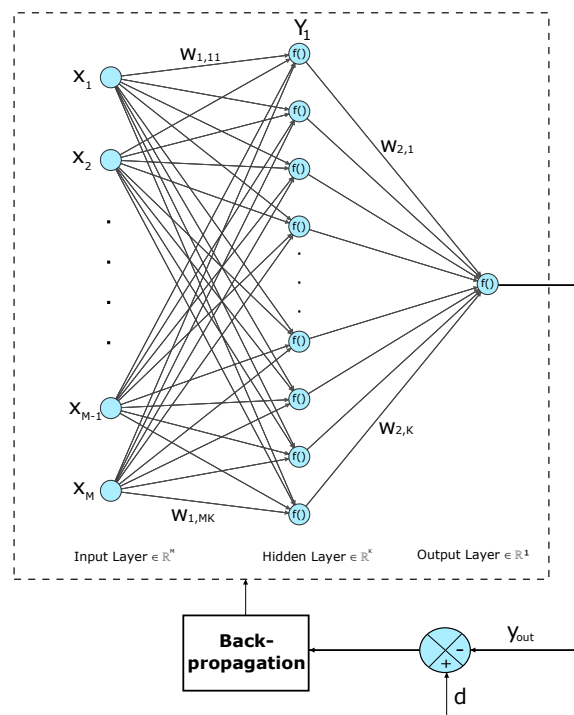 Y1
w1,11
x1
f()
f()
x2
w2,1
f()
f()
f()
f()
xM-1
f()
w2,K
f()
xM
w1,MK
f()
Input Layer ∈ ℝᴹ
Hidden Layer ∈ ℝᴷ
Output Layer ∈ ℝ¹
Back-
propagation
+
-
yout
d